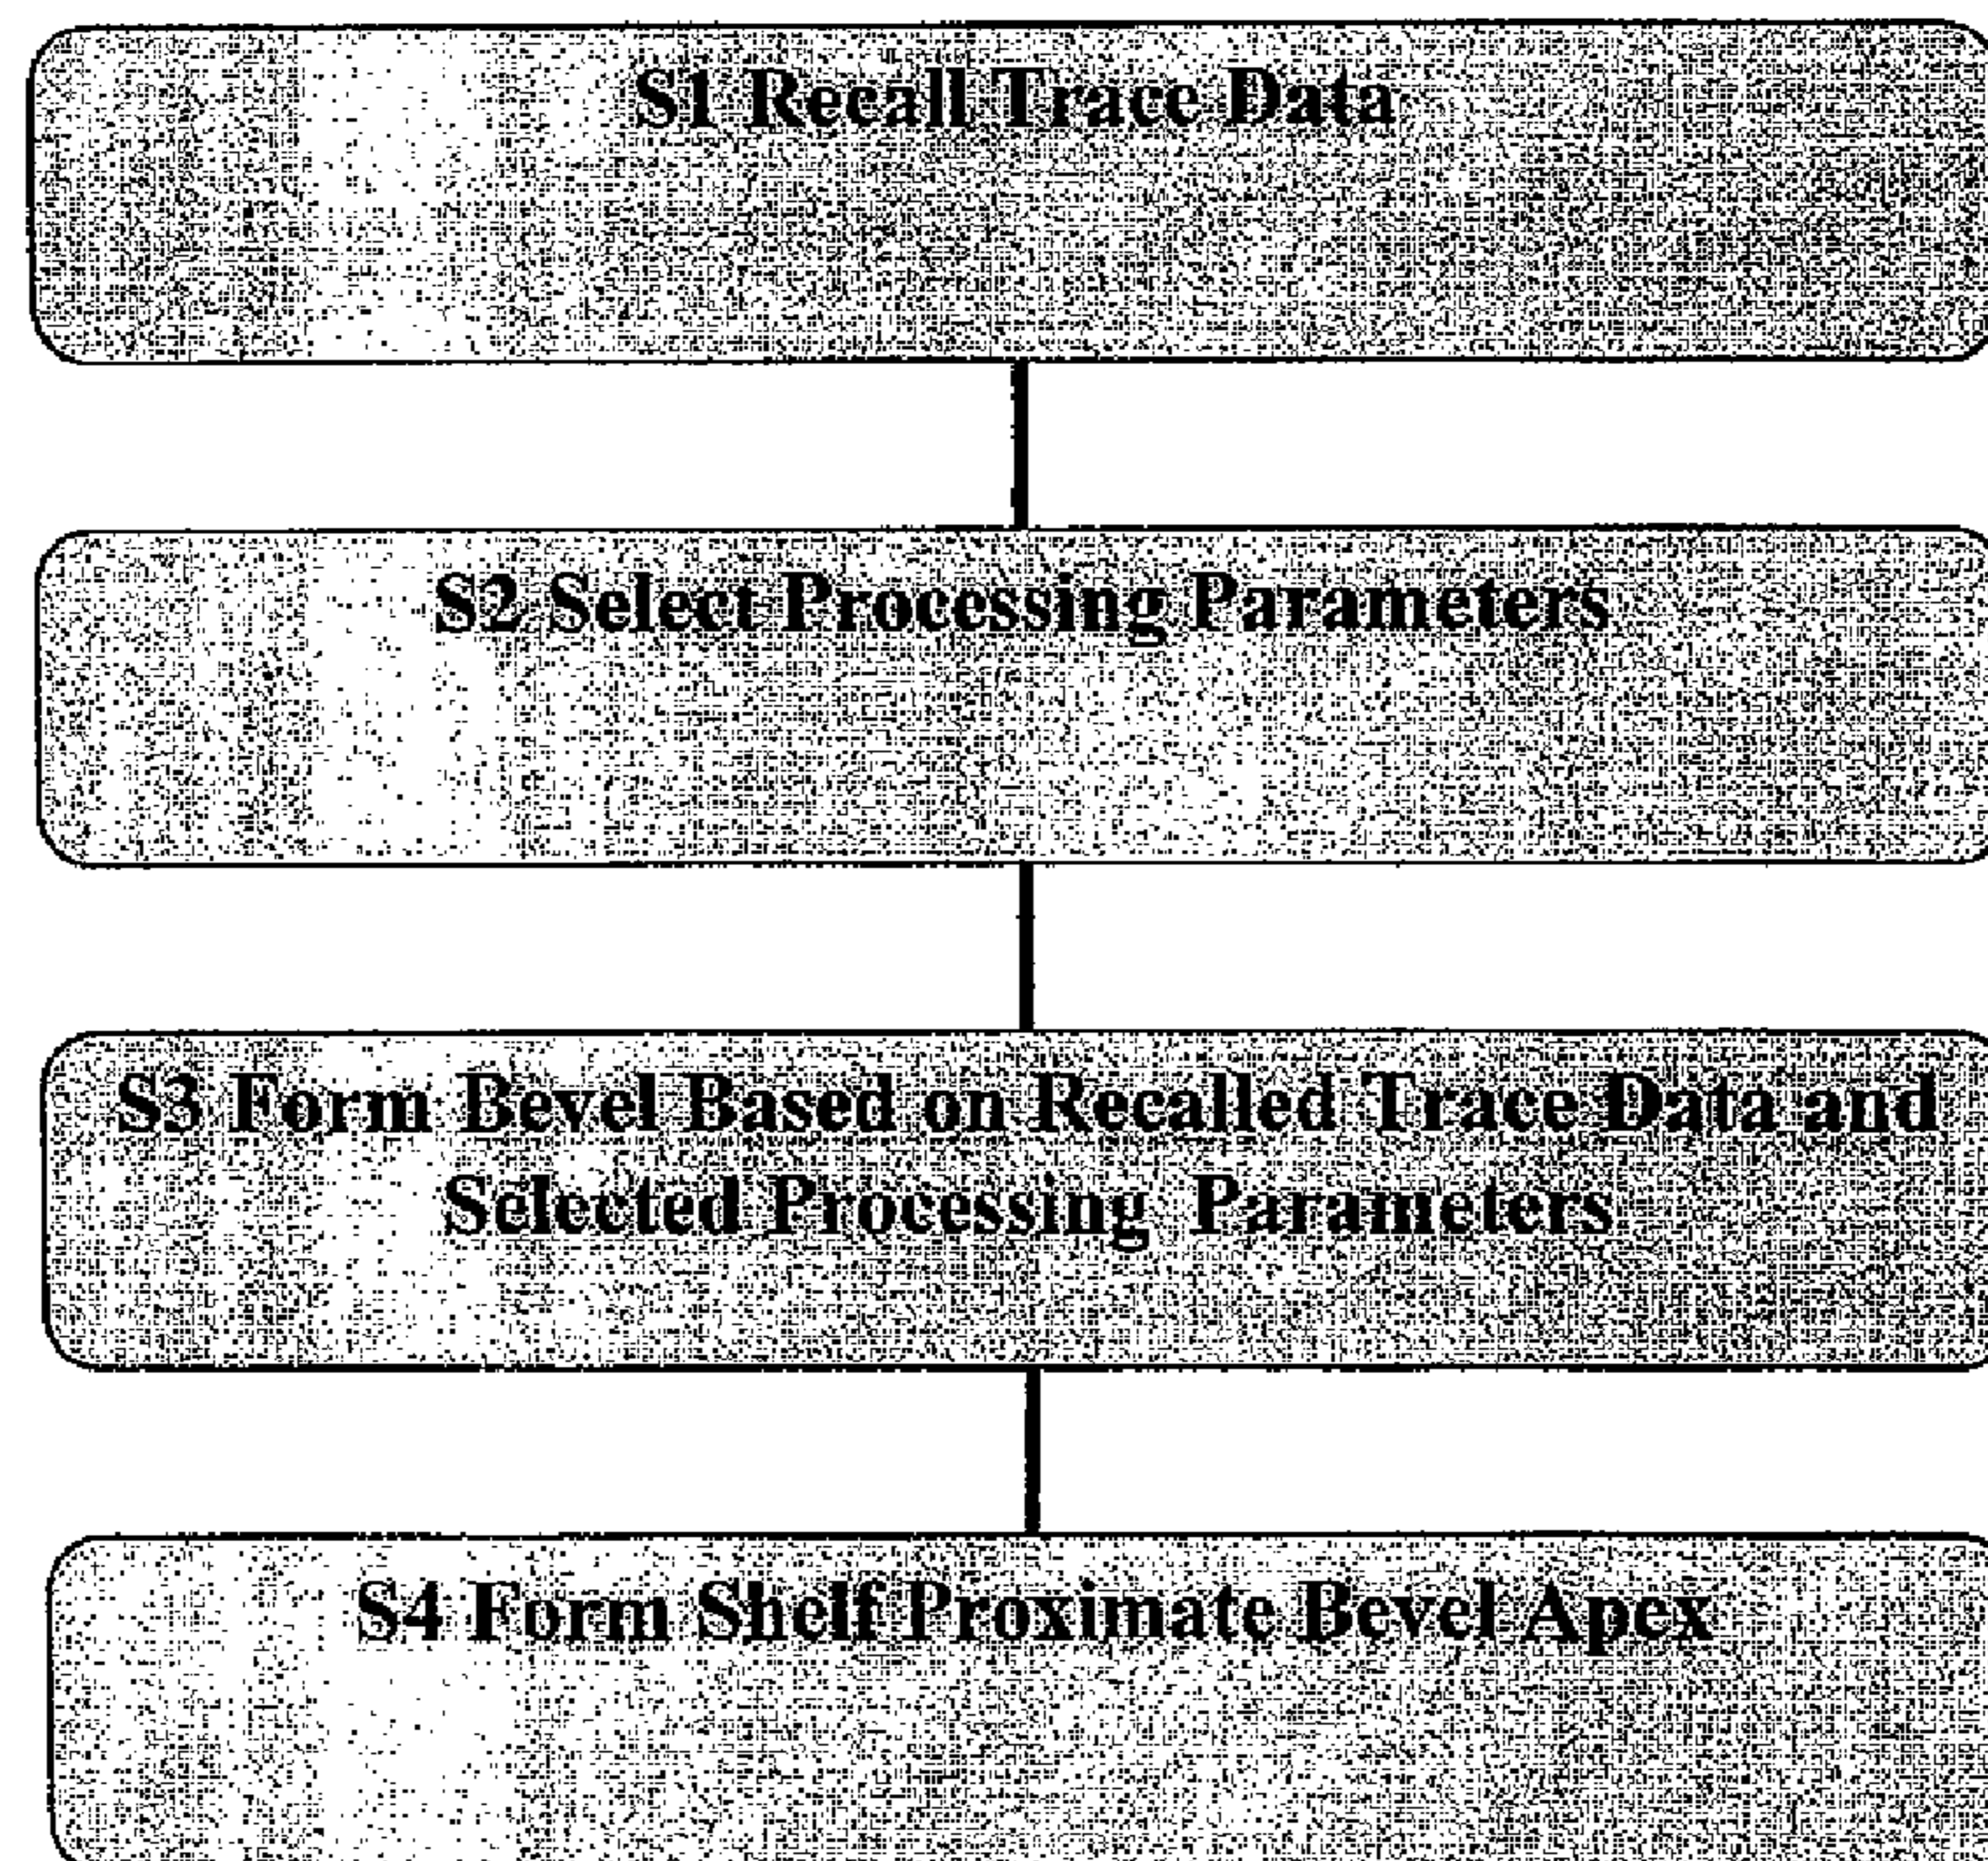 S1 Recall Trace Data
S2 Select Processing Parameters
S3 Form Bevel Based on Recalled Trace Data and
Selected Processing Parameters
S4 Form Shelf Proximate Bevel Apex